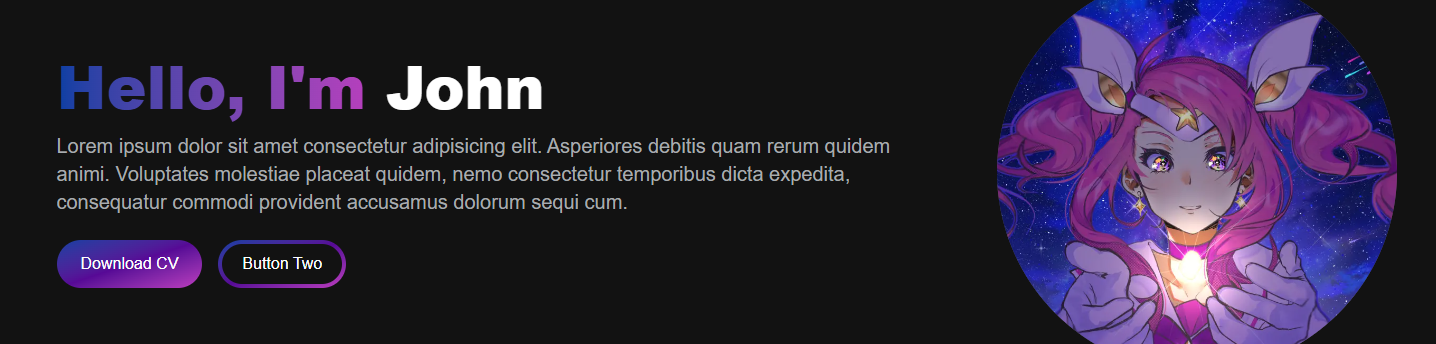 Hello, I'm John
Lorem ipsum dolor sit amet consectetur adipisicing elit. Asperiores debitis quam rerum quidem
animi. Voluptates molestiae placeat quidem, nemo consectetur temporibus dicta expedita,
consequatur commodi provident accusamus dolorum sequi cum.
Download CV
Button Two